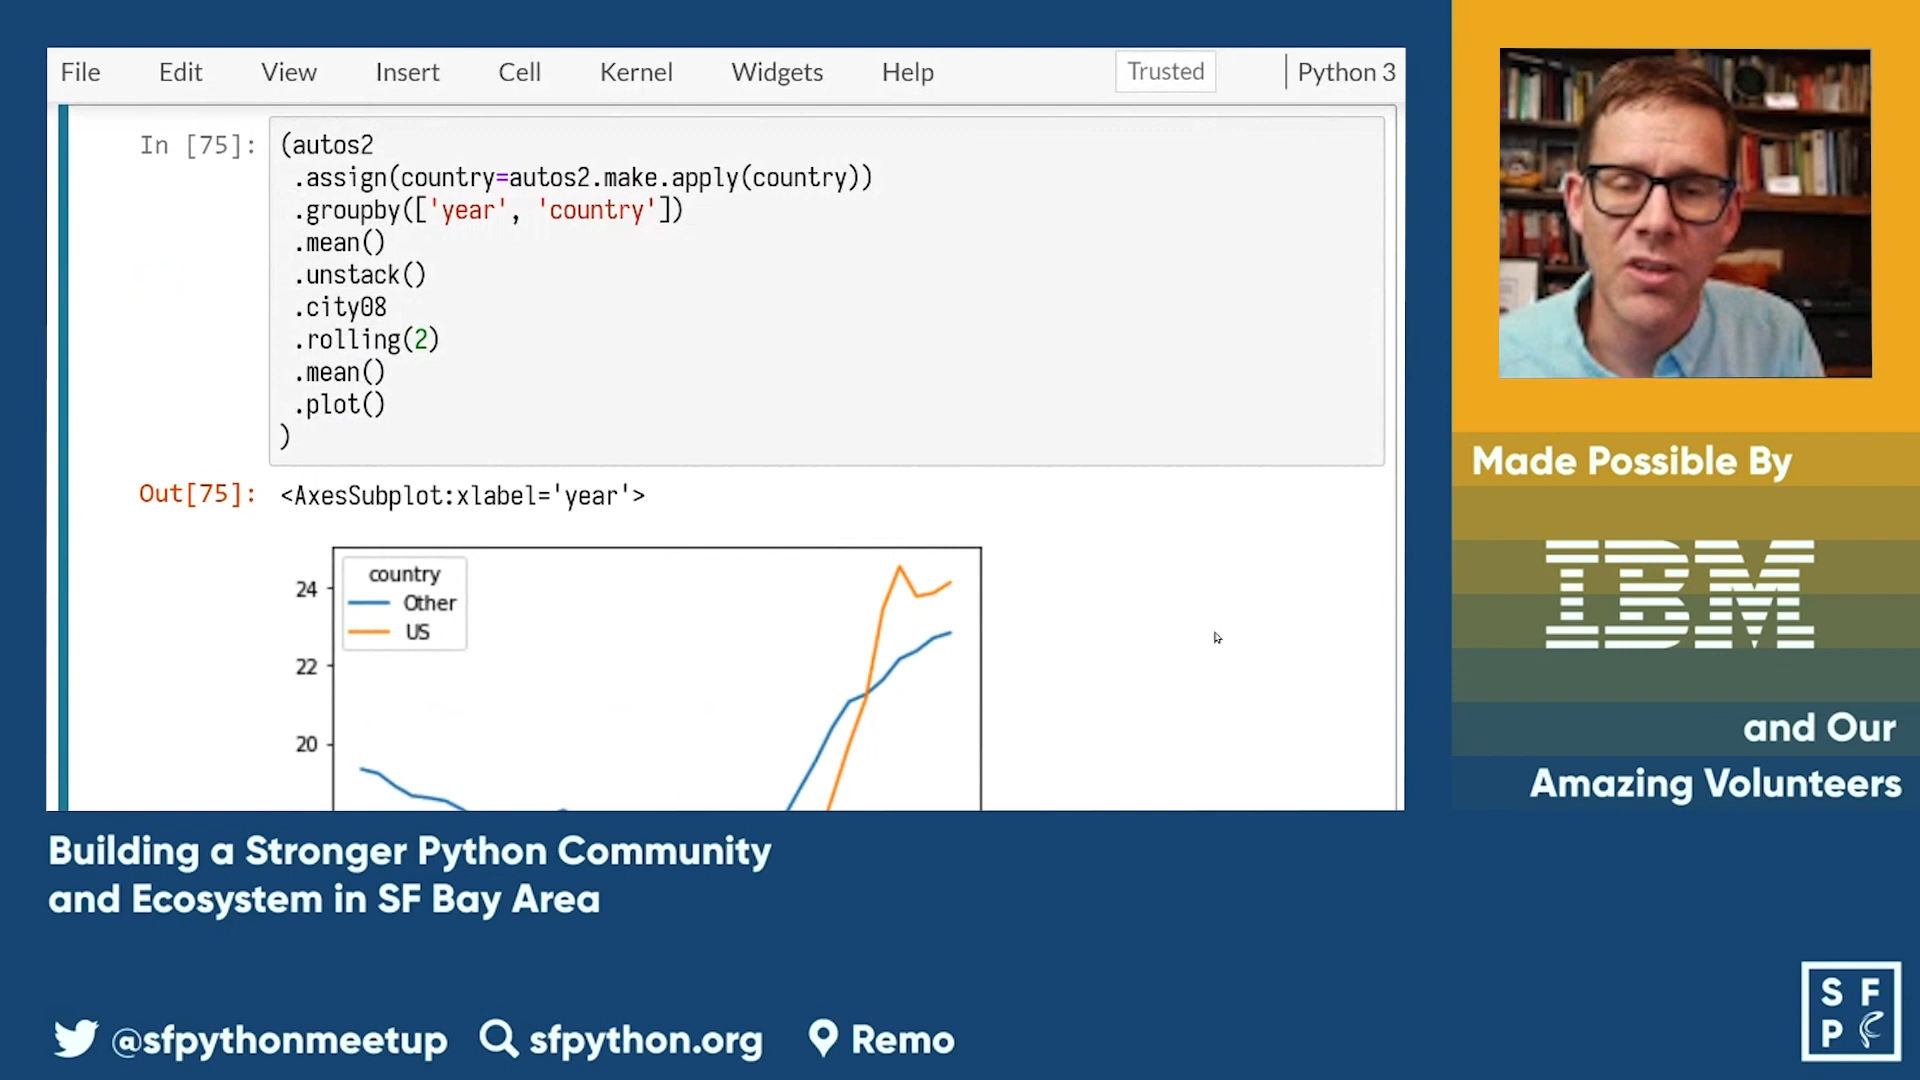 File Edit View Insert Cell Kernel Widgets Help Trusted Python 3
In [75]:
(autos2
.assign(country=autos2.make.apply(country))
.groupby(['year', 'country'])
.mean()
.unstack()
.city08
.rolling(2)
.mean()
.plot()
)
Out[75]:
<AxesSubplot:xlabel='year'>
country
Other
US
24
22
20
Made Possible By
IBM
and Our
Amazing Volunteers
Building a Stronger Python Community
and Ecosystem in SF Bay Area
@sfpythonmeetup sfpython.org Remo
S F
P